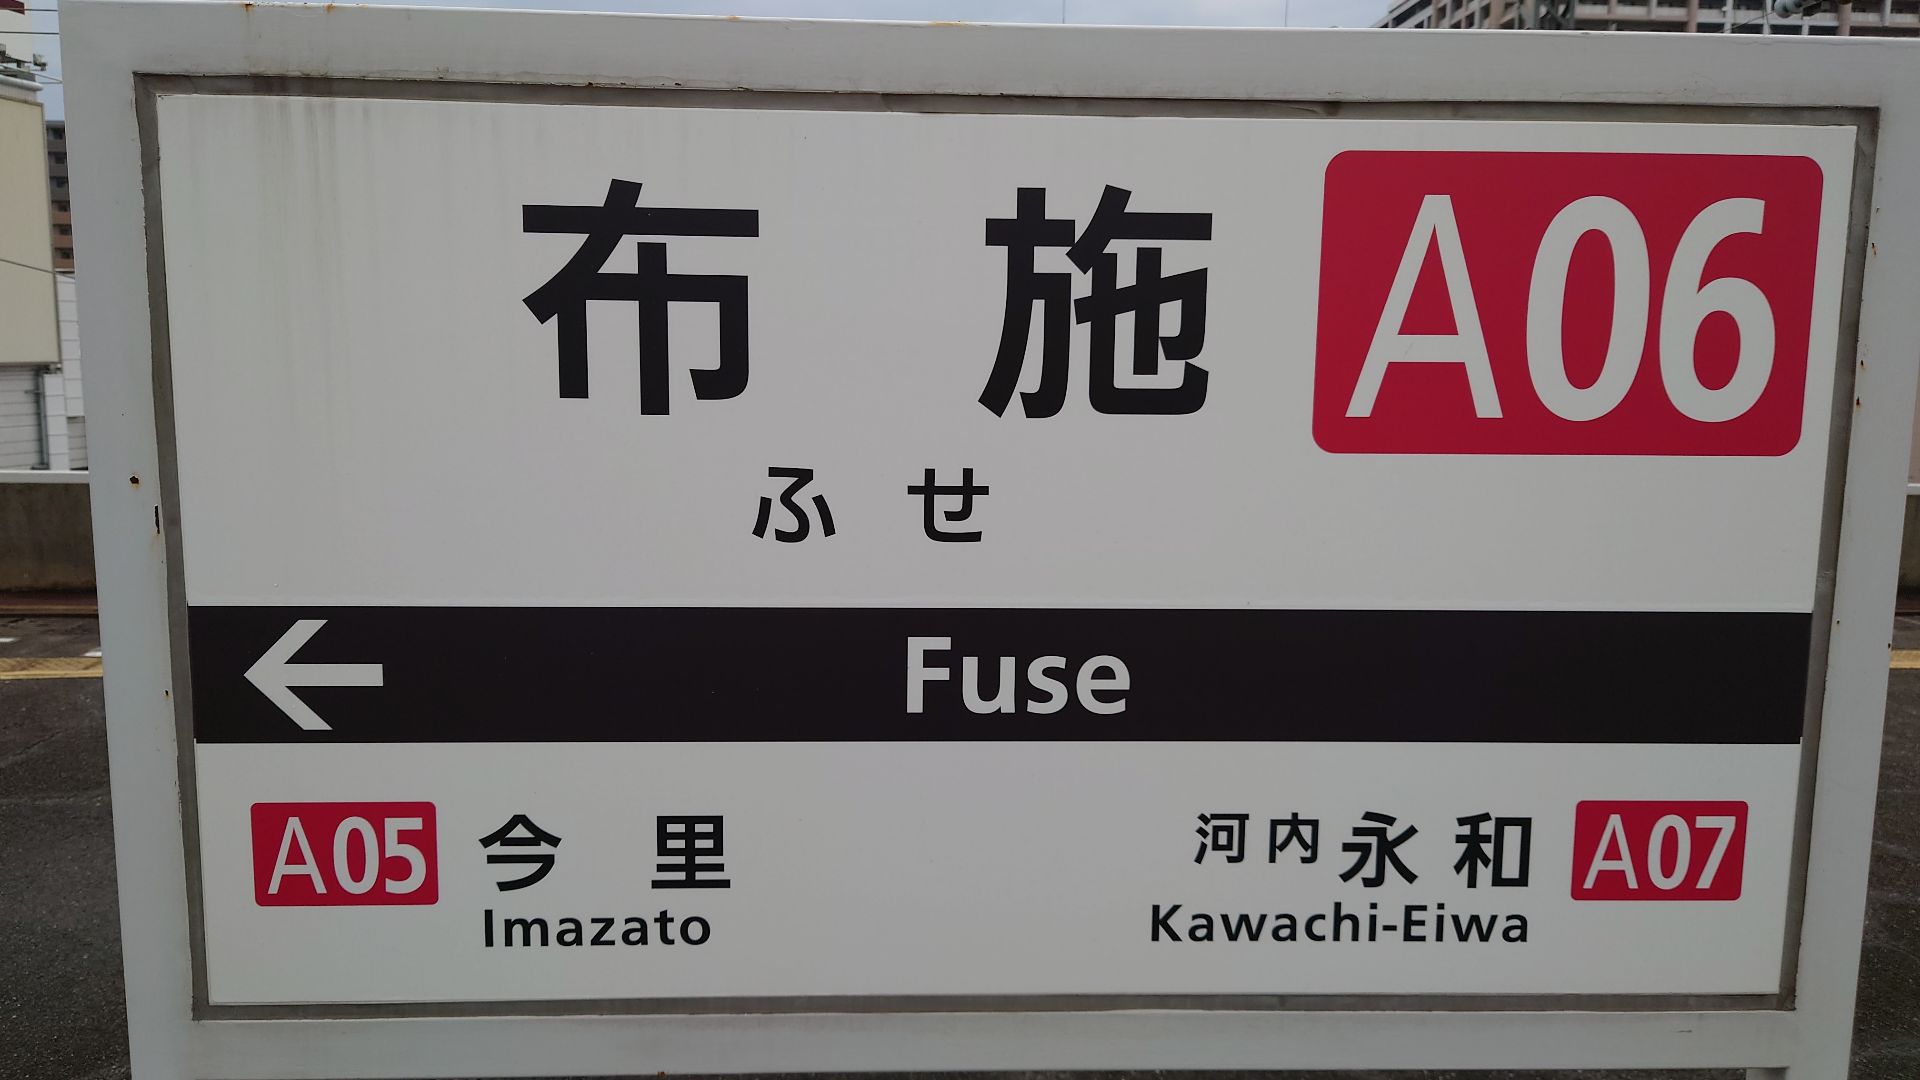 布施 A06
ふせ
← Fuse
A05 今里 河内永和 A07
Imazato Kawachi-Eiwa